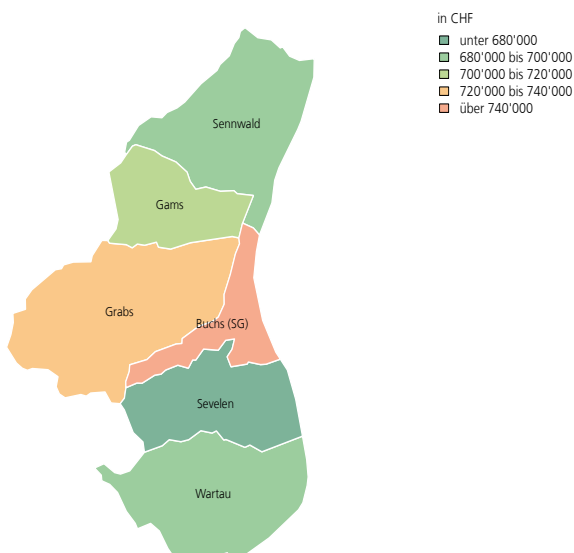 in CHF
unter 680'000
680'000 bis 700'000
700'000 bis 720'000
720'000 bis 740'000
über 740'000
Sennwald
Gams
Grabs
Buchs (SG)
Sevelen
Wartau